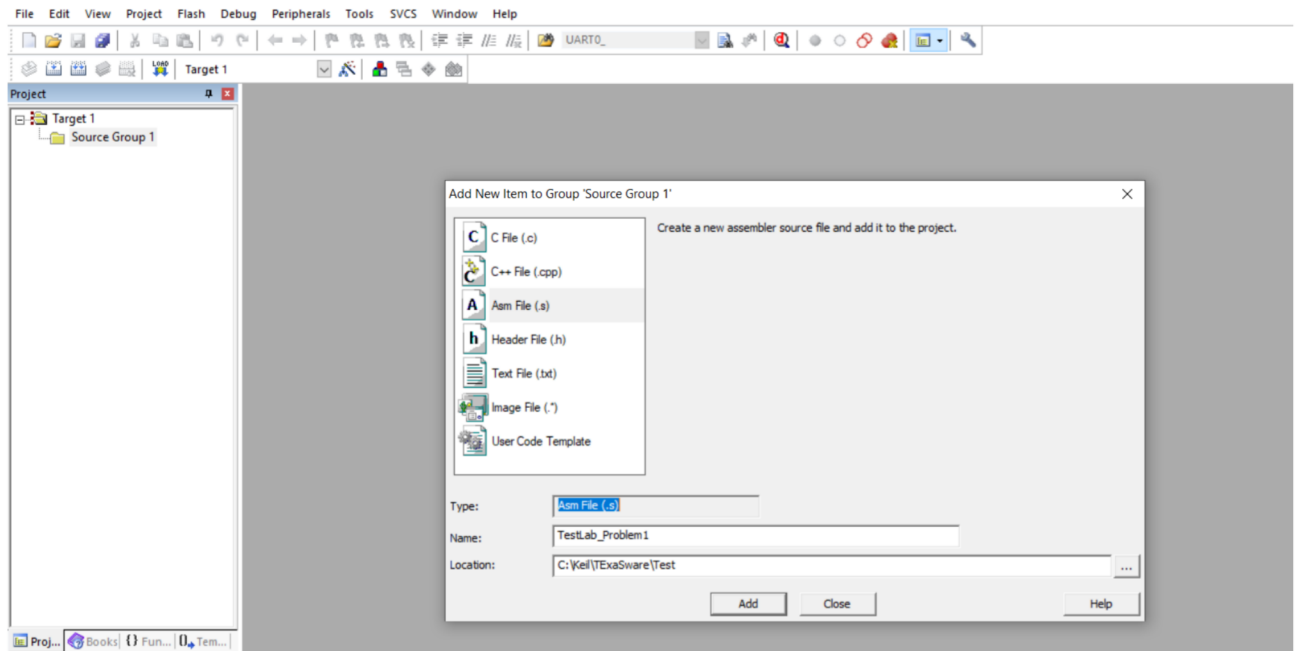 File Edit View Project Flash Debug Peripherals Tools SVCS Window Help
UART0_
LOAD Target 1
Project
Target 1
Source Group 1
Add New Item to Group 'Source Group 1'
C C File (.c)
Create a new assembler source file and add it to the project.
C++ File (.cpp)
A Asm File (.s)
h Header File (.h)
Text File (.txt)
Image File (.*)
User Code Template
Type: Asm File (.s)
Name: TestLab_Problem1
Location: C:\Keil\TExaSware\Test ...
Add Close Help
Proj... Books {} Fun... 0 Tem...